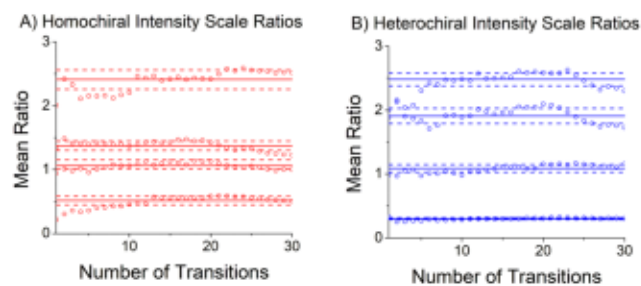 A) Homochiral Intensity Scale Ratios
B) Heterochiral Intensity Scale Ratios
3
2
1
0
Mean Ratio
10
20
30
Number of Transitions
3
2
1
0
Mean Ratio
10
20
30
Number of Transitions